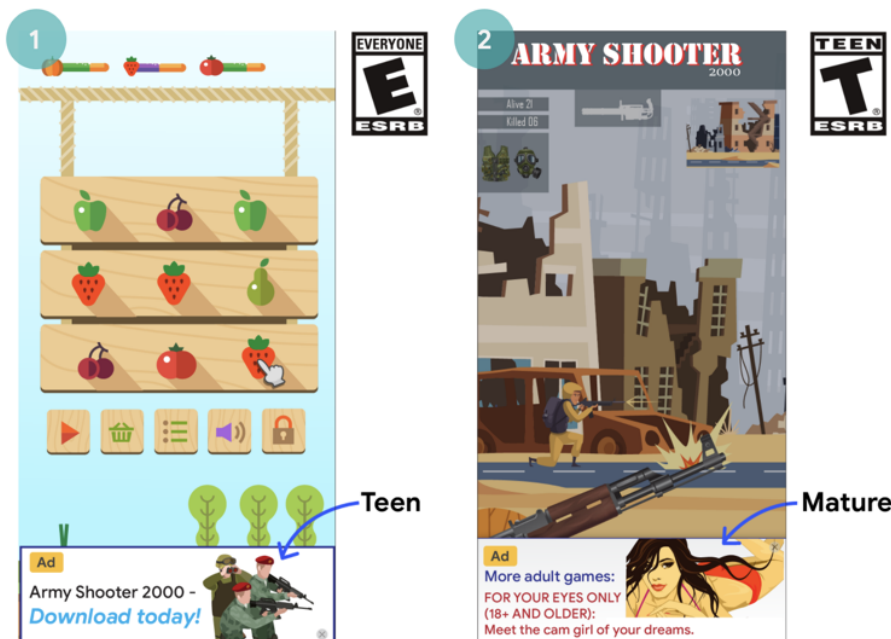 1
EVERYONE
E
®
ESRB
Ad
Army Shooter 2000 -
Download today!
Teen
2
ARMY SHOOTER
2000
Alive 21
Killed 06
TEEN
T
®
ESRB
Ad
More adult games:
FOR YOUR EYES ONLY
(18+ AND OLDER):
Meet the cam girl of your dreams.
Mature